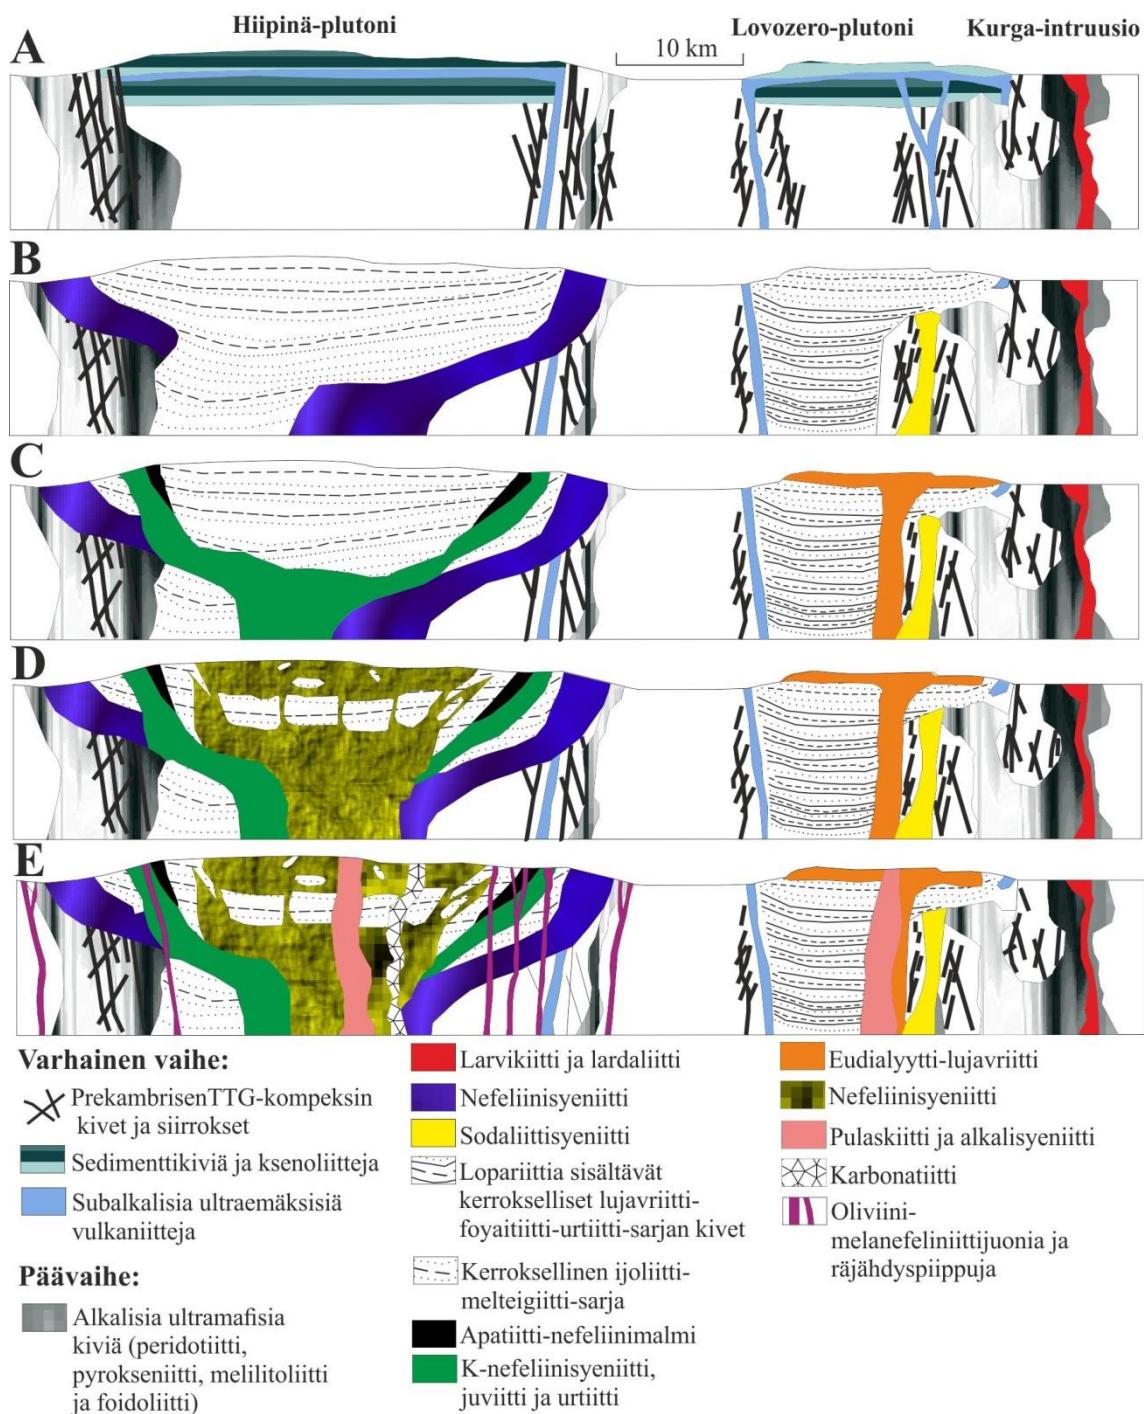 Hiipinä-plutoni
Lovozero-plutoni
Kurga-intruusio
A
10 km
B
C
D
E
Varhainen vaihe:
PrekambrisenTTG-kompeksin
kivet ja siirrokset
Sedimenttikiviä ja ksenoliitteja
Subalkalisia ultraemäksisiä
vulkaniitteja
Päävaihe:
Alkalisia ultramafisia
kiviä (peridotiitti,
pyrokseniitti, melilitoliitti
ja foidoliitti)
Larvikiitti ja lardaliitti
Nefeliinisyeniitti
Sodaliittisyeniitti
Lopariittia sisältävät
kerrokselliset lujavriitti-
foyaitiitti-urtiitti-sarjan kivet
Kerroksellinen ijoliitti-
melteigiitti-sarja
Apatiitti-nefeliinimalmi
K-nefeliinisyeniitti,
juviitti ja urtiitti
Eudialyytti-lujavriitti
Nefeliinisyeniitti
Pulaskiitti ja alkalisyeniitti
Karbonatiitti
Oliviini-
melanefeliniittijuonia ja
räjähdyspiippuja